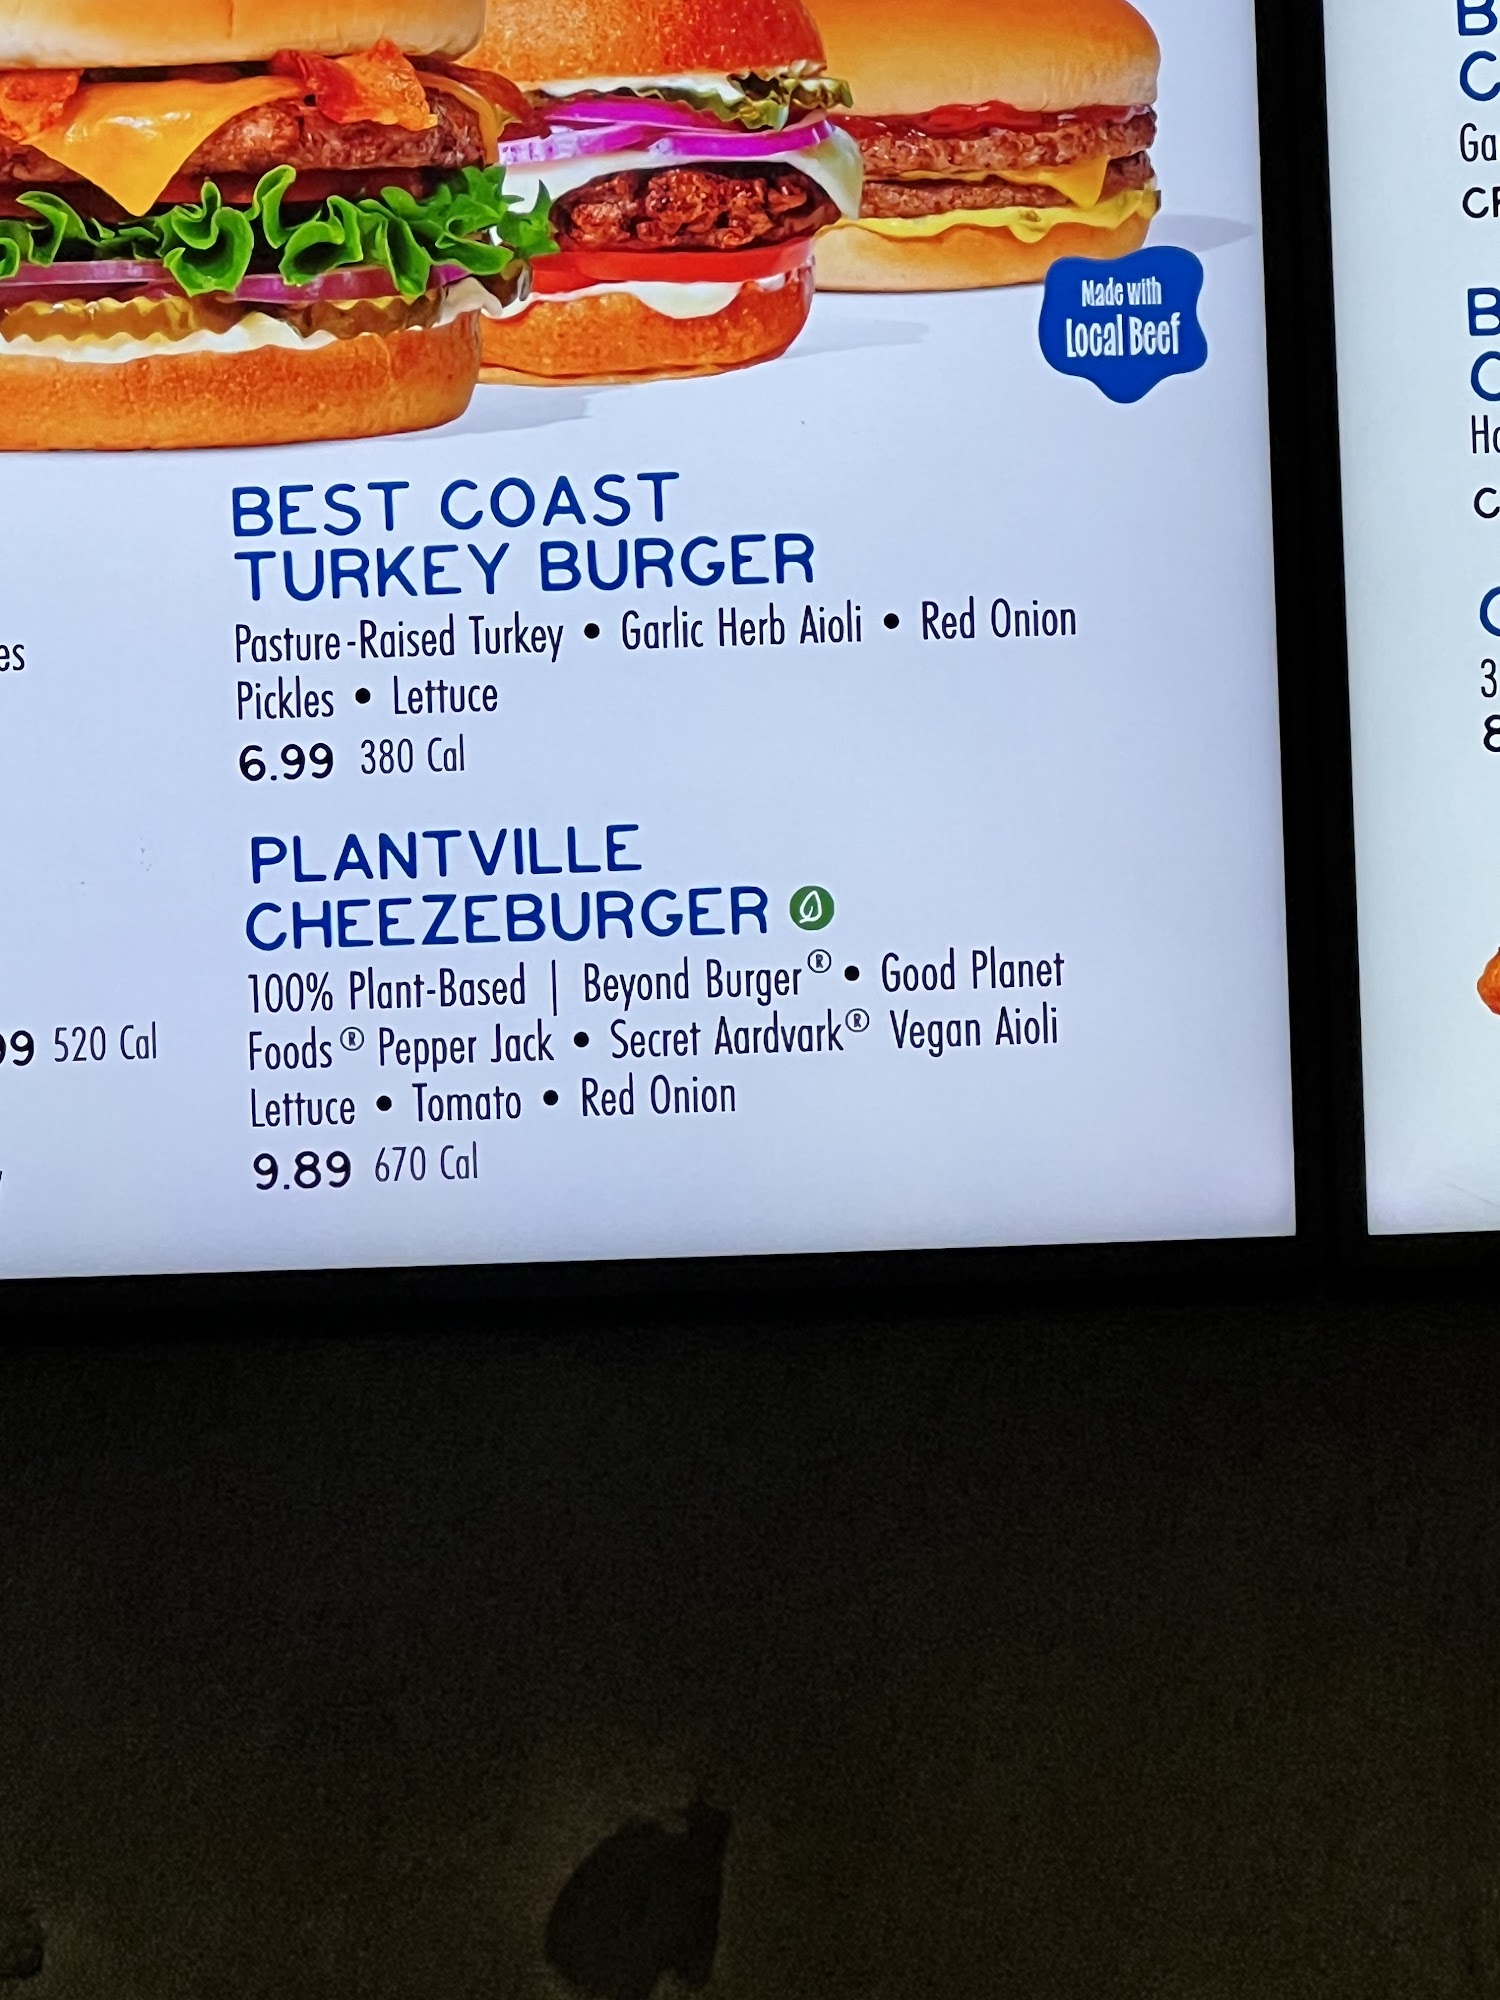 Made with
Local Beef
BEST COAST
TURKEY BURGER
Pasture-Raised Turkey • Garlic Herb Aioli • Red Onion
Pickles • Lettuce
6.99 380 Cal
PLANTVILLE
CHEEZEBURGER
100% Plant-Based | Beyond Burger® • Good Planet
Foods® Pepper Jack • Secret Aardvark® Vegan Aioli
Lettuce • Tomato • Red Onion
9.89 670 Cal
520 Cal